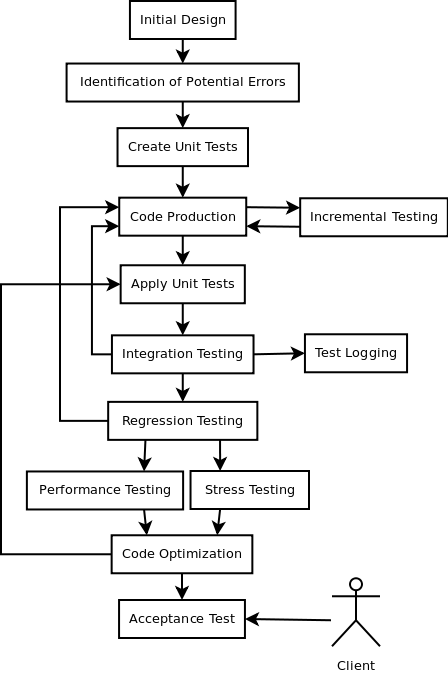 Initial Design
Identification of Potential Errors
Create Unit Tests
Code Production
Incremental Testing
Apply Unit Tests
Integration Testing
Test Logging
Regression Testing
Performance Testing
Stress Testing
Code Optimization
Acceptance Test
Client